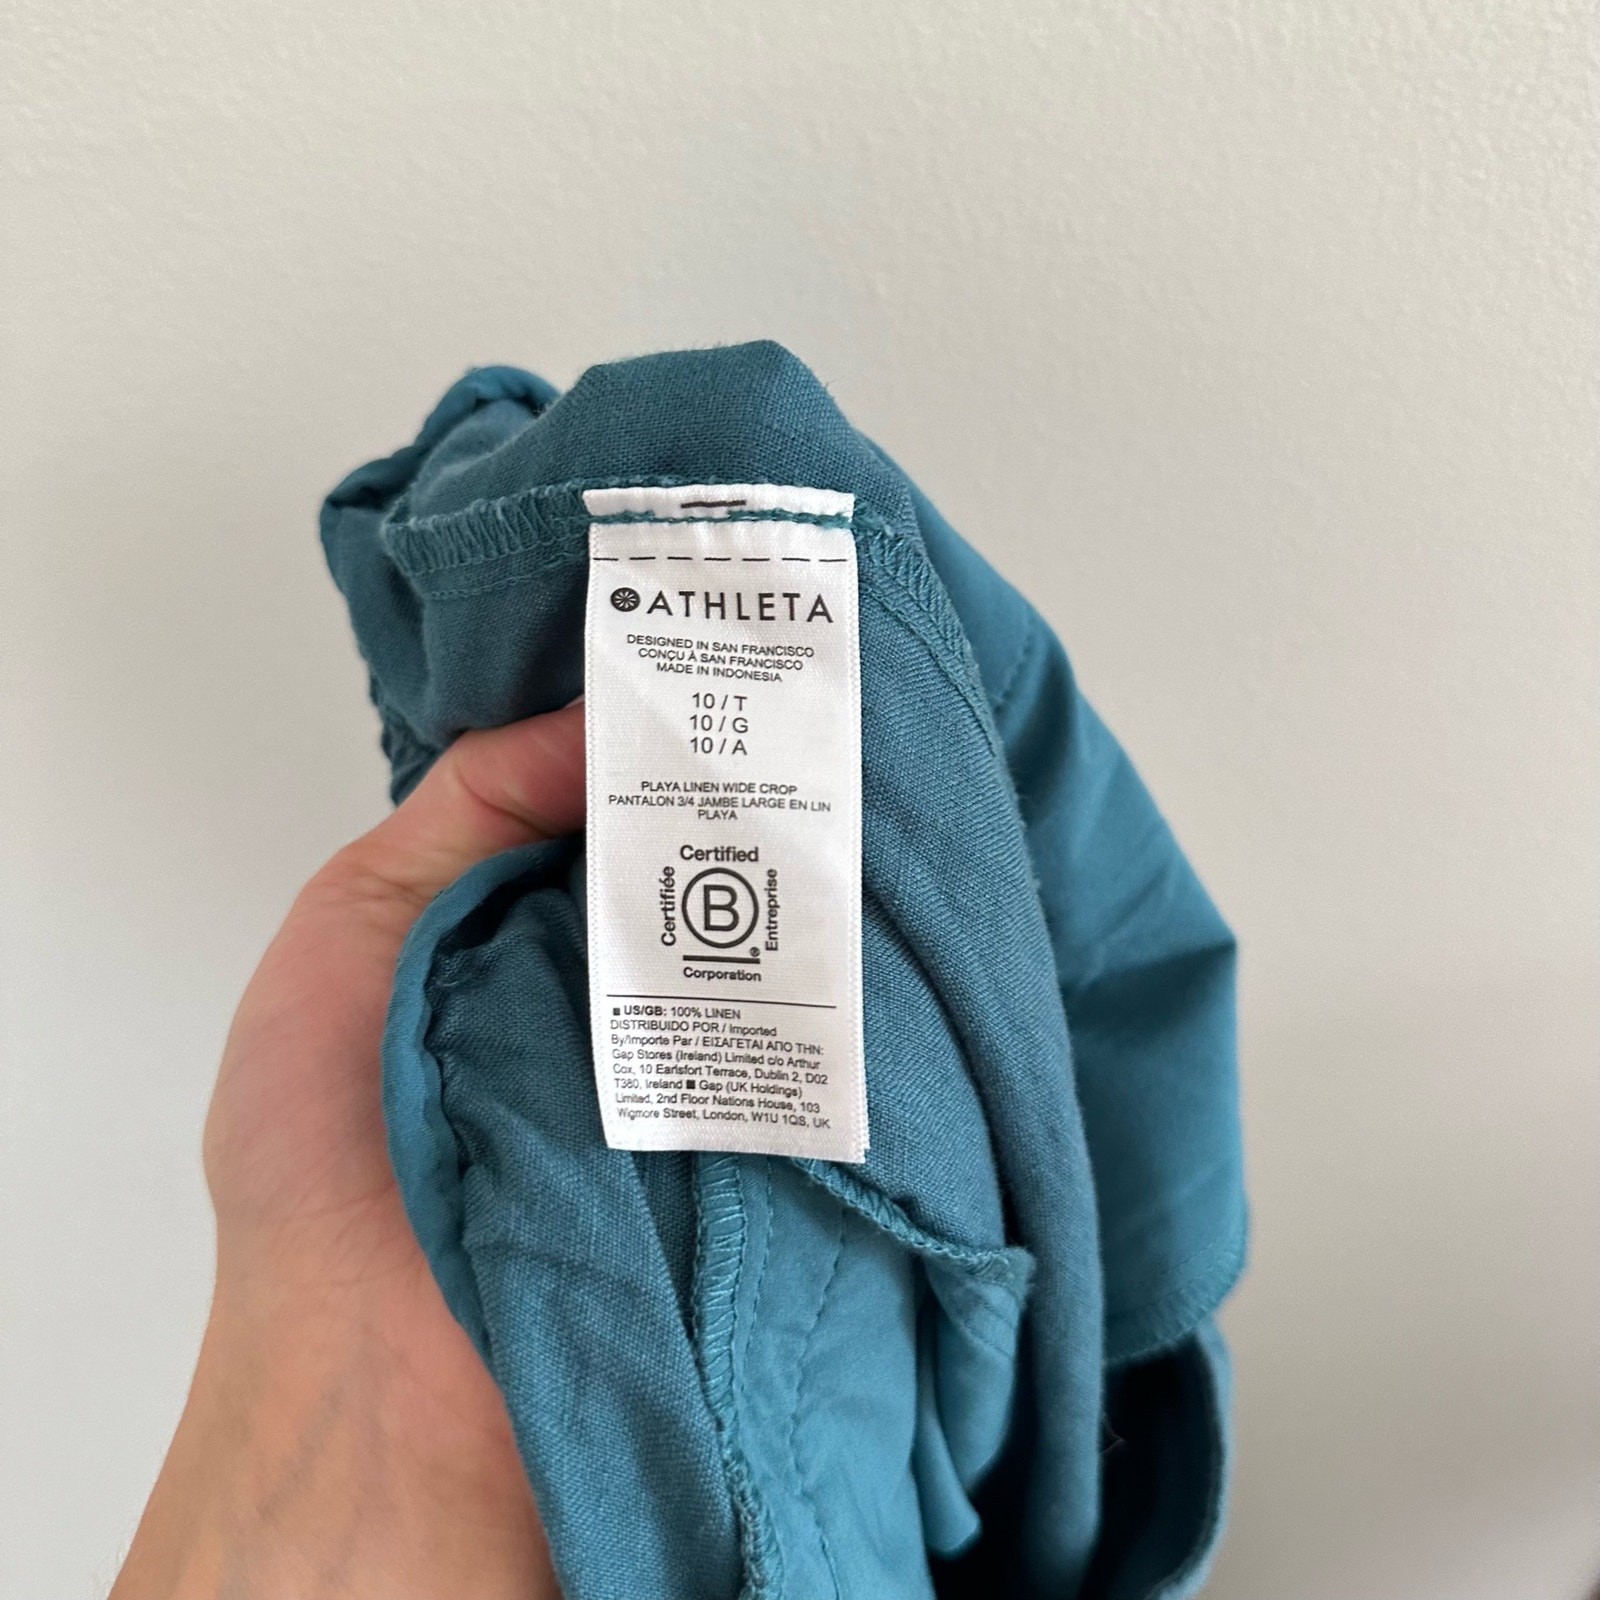 ATHLETA
DESIGNED IN SAN FRANCISCO
CONÇU À SAN FRANCISCO
MADE IN INDONESIA
10 / T
10 / G
10 / A
PLAYA LINEN WIDE CROP
PANTALON 3/4 JAMBE LARGE EN LIN
PLAYA
Certified
Certifiée
B
®
Entreprise
Corporation
■ US/GB: 100% LINEN
DISTRIBUIDO POR / Imported
By/Importe Par / ΕΙΣΑΓΕΤΑΙ ΑΠΟ ΤΗΝ:
Gap Stores (Ireland) Limited c/o Arthur
Cox, 10 Earlsfort Terrace, Dublin 2, D02
T380, Ireland ■ Gap (UK Holdings)
Limited, 2nd Floor Nations House, 103
Wigmore Street, London, W1U 1QS, UK